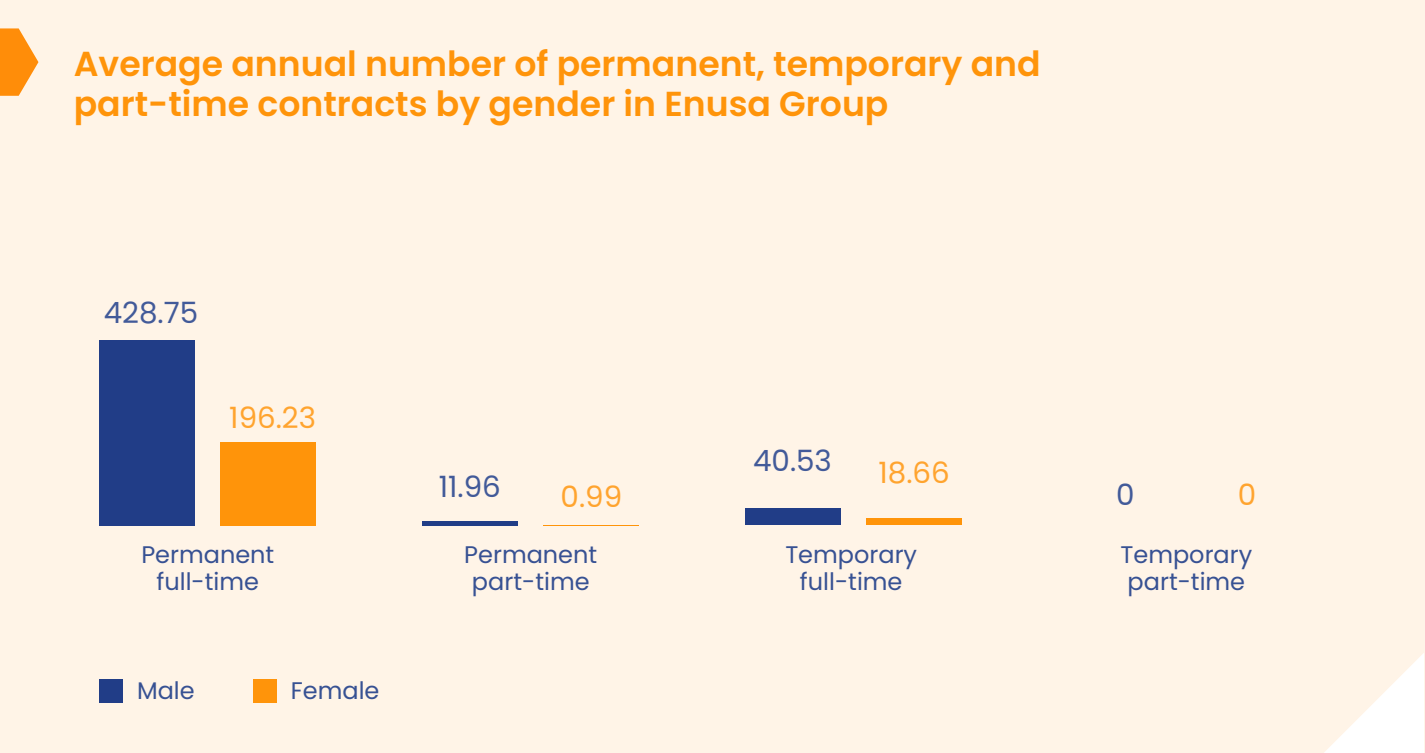 Average annual number of permanent, temporary and
part-time contracts by gender in Enusa Group
428.75
196.23
11.96
0.99
40.53
18.66
0
0
Permanent
full-time
Permanent
part-time
Temporary
full-time
Temporary
part-time
Male
Female